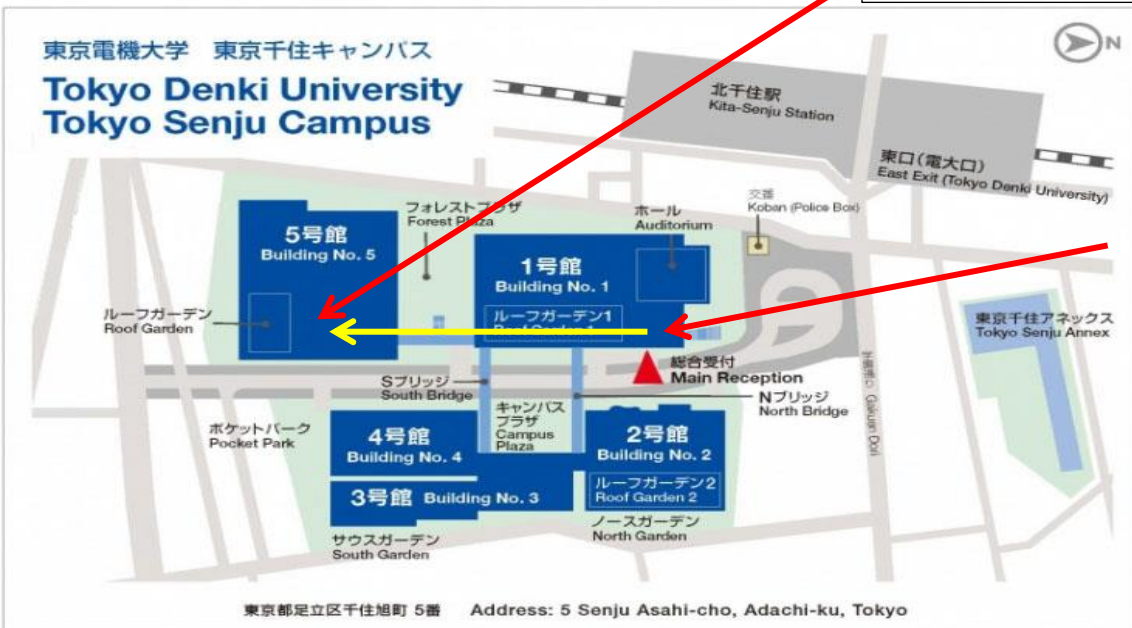 東京電機大学 東京千住キャンパス
Tokyo Denki University
Tokyo Senju Campus
N
北千住駅
Kita-Senju Station
東口(電大口)
East Exit (Tokyo Denki University)
交番
Koban (Police Box)
フォレストプラザ
Forest Plaza
ホール
Auditorium
5号館
Building No. 5
1号館
Building No. 1
ルーフガーデン
Roof Garden
ルーフガーデン1
Roof Garden 1
東京千住アネックス
Tokyo Senju Annex
総合受付
Main Reception
Sブリッジ
South Bridge
Nブリッジ
North Bridge
キャンパス
プラザ
Campus
Plaza
ポケットパーク
Pocket Park
4号館
Building No. 4
2号館
Building No. 2
ルーフガーデン2
Roof Garden 2
3号館 Building No. 3
サウスガーデン
South Garden
ノースガーデン
North Garden
Gakuen Dori
東京都足立区千住旭町 5番 Address: 5 Senju Asahi-cho, Adachi-ku, Tokyo